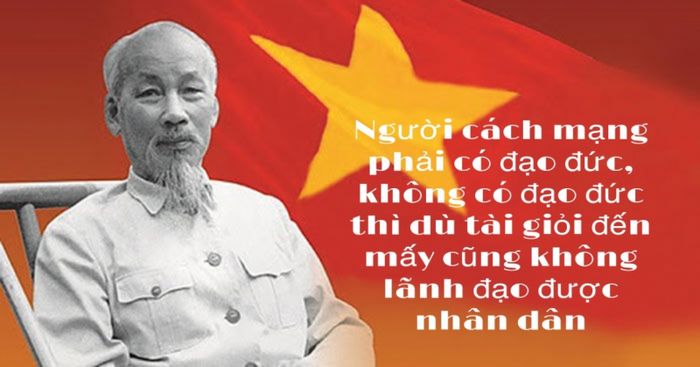 Người cách mạng
phải có đạo đức,
không có đạo đức
thì dù tài giỏi đến
mấy cũng không
lãnh đạo được
nhân dân